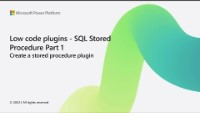 Microsoft Power Platform
Low code plugins - SQL Stored
Procedure Part 1
Create a stored procedure plugin
© 2023 | All rights reserved